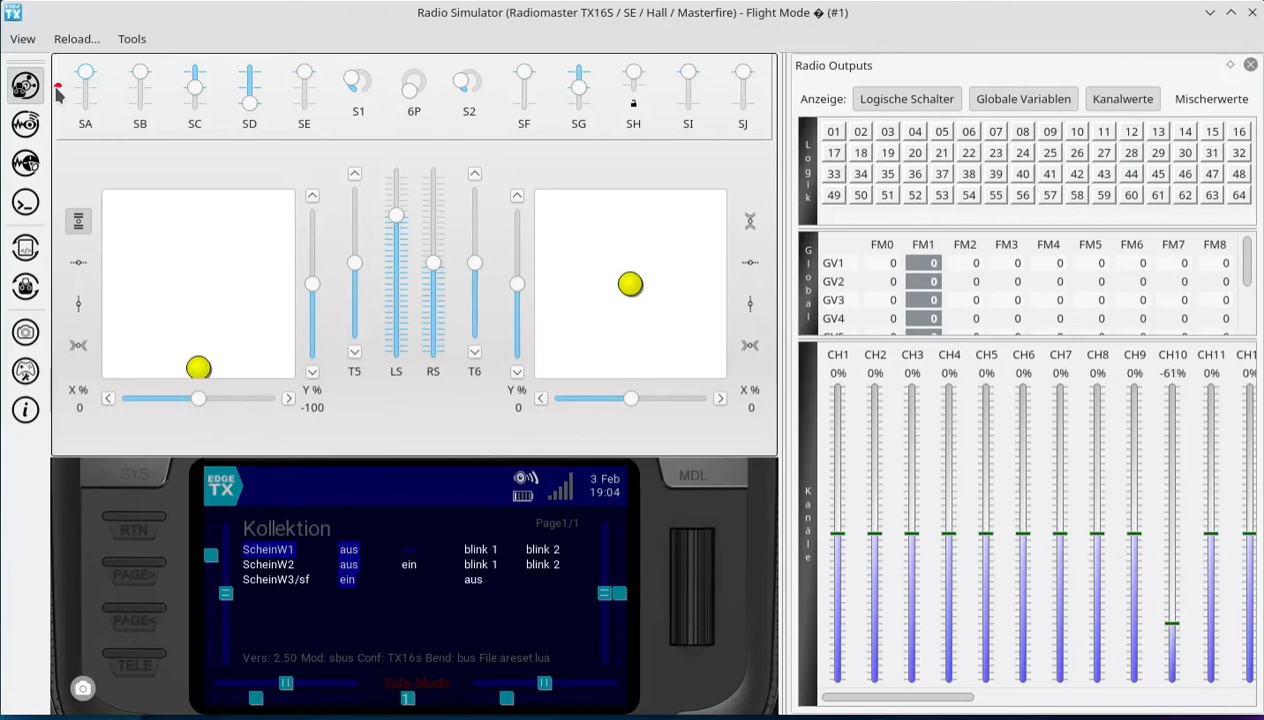 Radio Simulator (Radiomaster TX16S / SE / Hall / Masterfire) - Flight Mode � (#1)
View Reload... Tools
SA SB SC SD SE S1 6P S2 SF SG SH SI SJ
T5 LS RS T6
X % Y % Y % X %
0 -100 0 0
SYS MDL
RTN
PAGE>
PAGE<
TELE
EDGE TX
3 Feb
19:04
Kollektion Page1/1
ScheinW1 aus blink 1 blink 2
ScheinW2 aus ein blink 1 blink 2
ScheinW3/sf ein aus
Vers: 2.50 Mod: sbus Conf: TX16s Bend: bus File:areset.lua
Safe-Mode
1
Radio Outputs
Anzeige: Logische Schalter Globale Variablen Kanalwerte Mischerwerte
Logik
01 02 03 04 05 06 07 08 09 10 11 12 13 14 15 16
17 18 19 20 21 22 23 24 25 26 27 28 29 30 31 32
33 34 35 36 37 38 39 40 41 42 43 44 45 46 47 48
49 50 51 52 53 54 55 56 57 58 59 60 61 62 63 64
Global
FM0 FM1 FM2 FM3 FM4 FM5 FM6 FM7 FM8
GV1 0 0 0 0 0 0 0 0 0
GV2 0 0 0 0 0 0 0 0 0
GV3 0 0 0 0 0 0 0 0 0
GV4 0 0 0 0 0 0 0 0 0
Kanäle
CH1 CH2 CH3 CH4 CH5 CH6 CH7 CH8 CH9 CH10 CH11 CH1
0% 0% 0% 0% 0% 0% 0% 0% 0% -61% 0% 0%